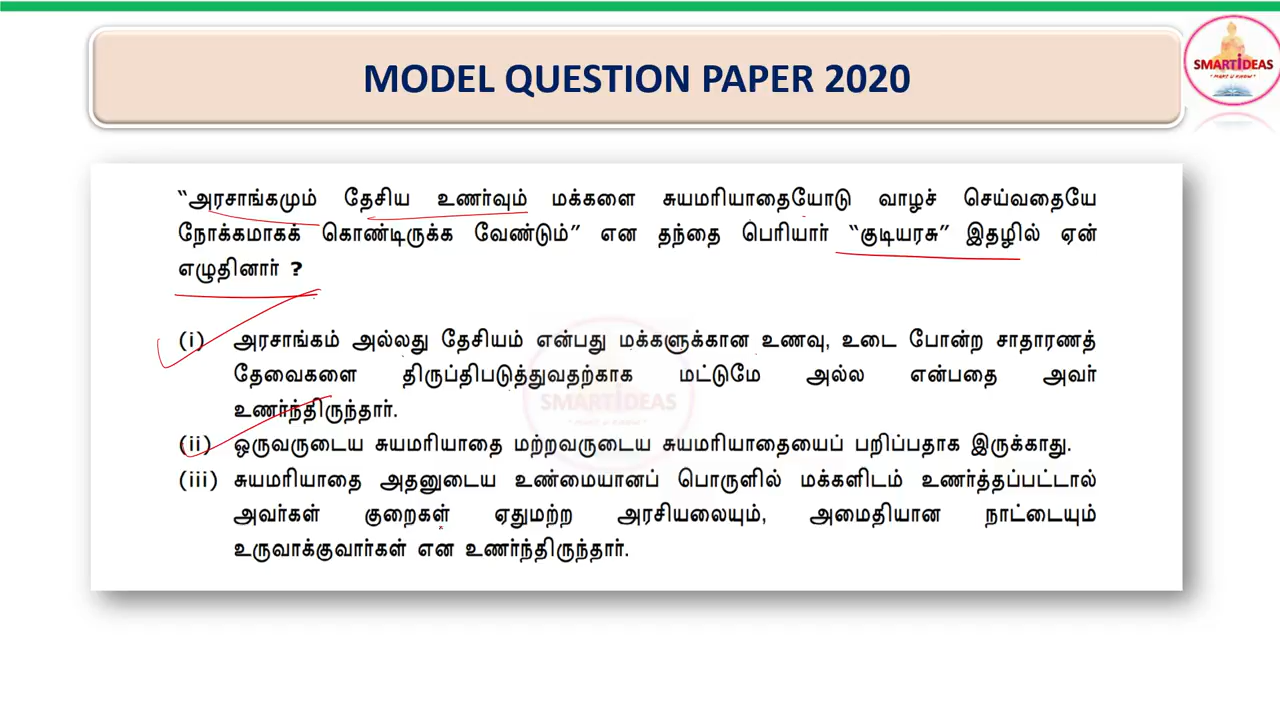 MODEL QUESTION PAPER 2020
SMARTiDEAS
"MAKE U KNOW"
“அரசாங்கமும் தேசிய உணர்வும் மக்களை சுயமரியாதையோடு வாழச் செய்வதையே
நோக்கமாகக் கொண்டிருக்க வேண்டும்” என தந்தை பெரியார் “குடியரசு” இதழில் ஏன்
எழுதினார் ?
(i) அரசாங்கம் அல்லது தேசியம் என்பது மக்களுக்கான உணவு, உடை போன்ற சாதாரணத்
தேவைகளை திருப்திபடுத்துவதற்காக மட்டுமே அல்ல என்பதை அவர்
உணர்ந்திருந்தார்.
SMARTIDEAS
(ii) ஒருவருடைய சுயமரியாதை மற்றவருடைய சுயமரியாதையைப் பறிப்பதாக இருக்காது.
(iii) சுயமரியாதை அதனுடைய உண்மையானப் பொருளில் மக்களிடம் உணர்த்தப்பட்டால்
அவர்கள் குறைகள் ஏதுமற்ற அரசியலையும், அமைதியான நாட்டையும்
உருவாக்குவார்கள் என உணர்ந்திருந்தார்.